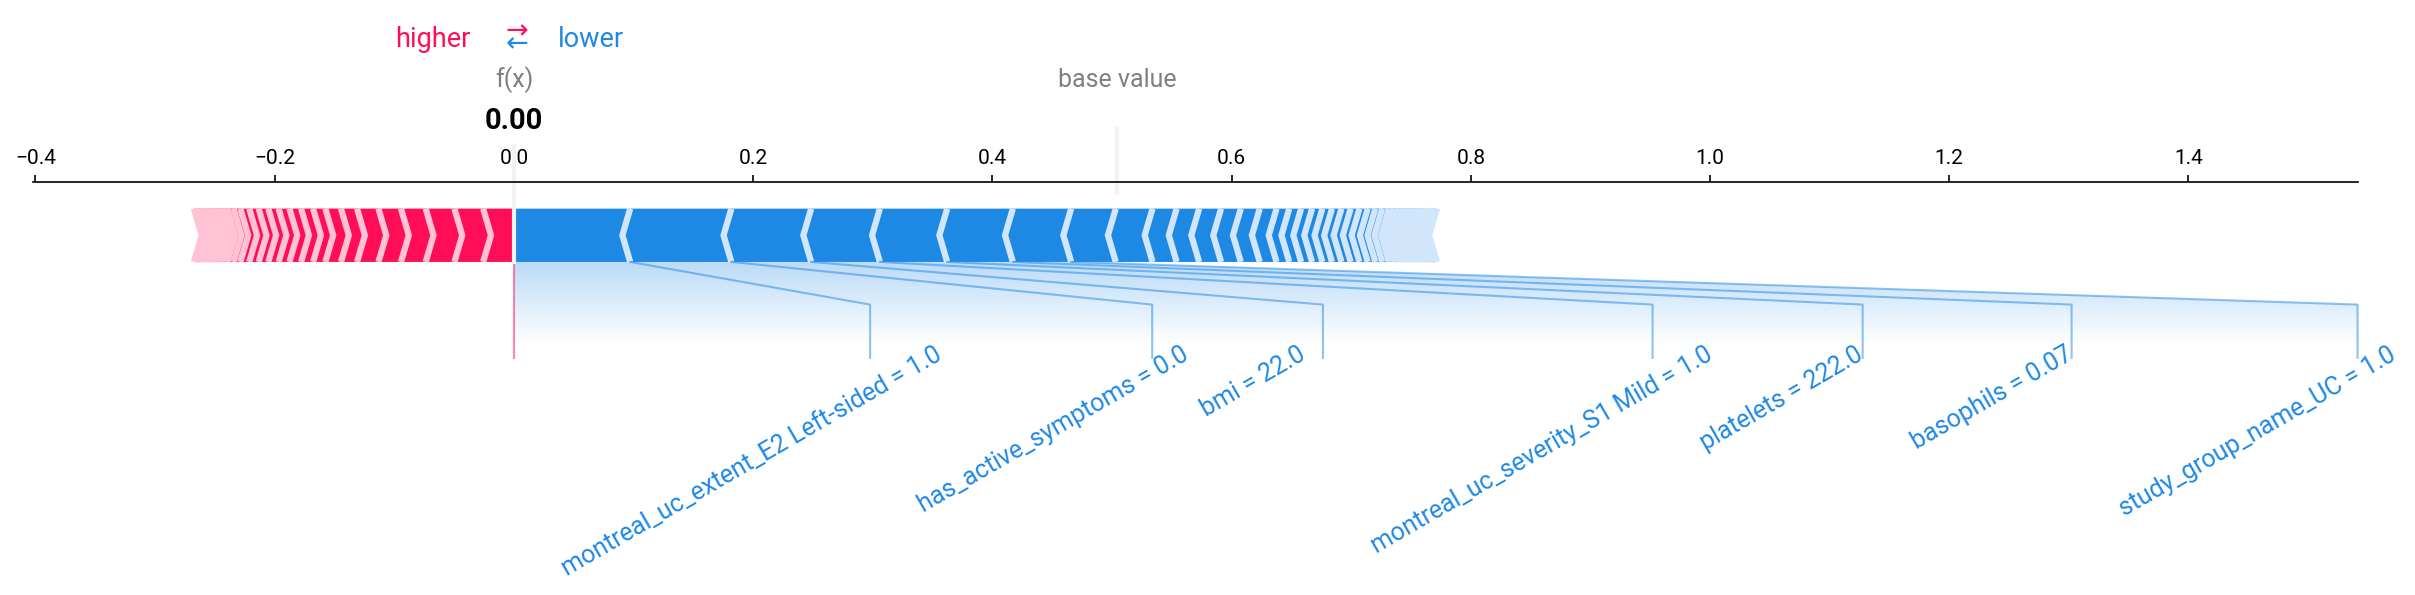 higher ⇄ lower
f(x) base value
0.00
−0.4 −0.2 0.0 0.2 0.4 0.6 0.8 1.0 1.2 1.4
montreal_uc_extent_E2 Left-sided = 1.0
has_active_symptoms = 0.0
bmi = 22.0
montreal_uc_severity_S1 Mild = 1.0
platelets = 222.0
basophils = 0.07
study_group_name_UC = 1.0